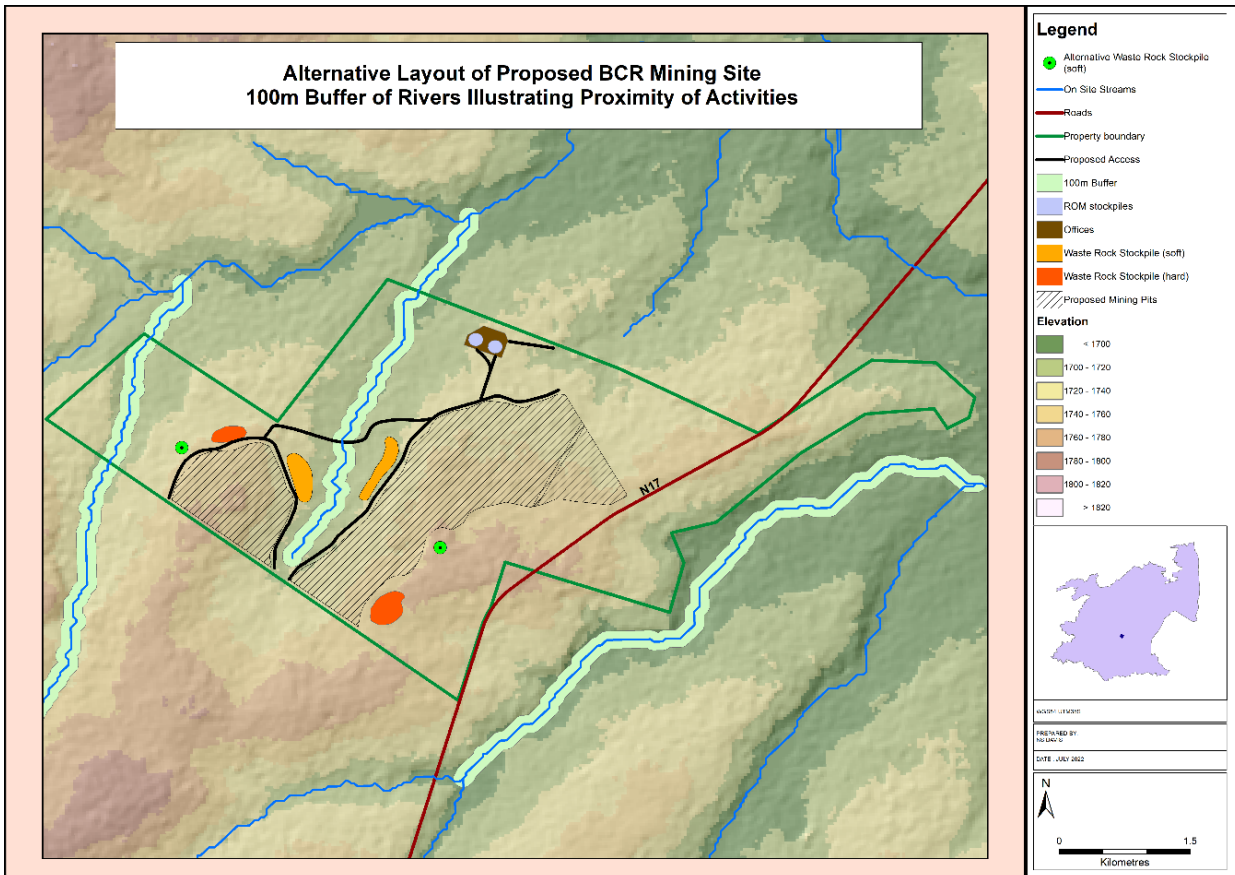 Alternative Layout of Proposed BCR Mining Site
100m Buffer of Rivers Illustrating Proximity of Activities
N17
Legend
Alternative Waste Rock Stockpile
(soft)
On Site Streams
Roads
Property boundary
Proposed Access
100m Buffer
ROM stockpiles
Offices
Waste Rock Stockpile (soft)
Waste Rock Stockpile (hard)
Proposed Mining Pits
Elevation
< 1700
1700 - 1720
1720 - 1740
1740 - 1760
1760 - 1780
1780 - 1800
1800 - 1820
> 1820
PREPARED BY:
DATE : JULY 2022
N
0 1.5
Kilometres